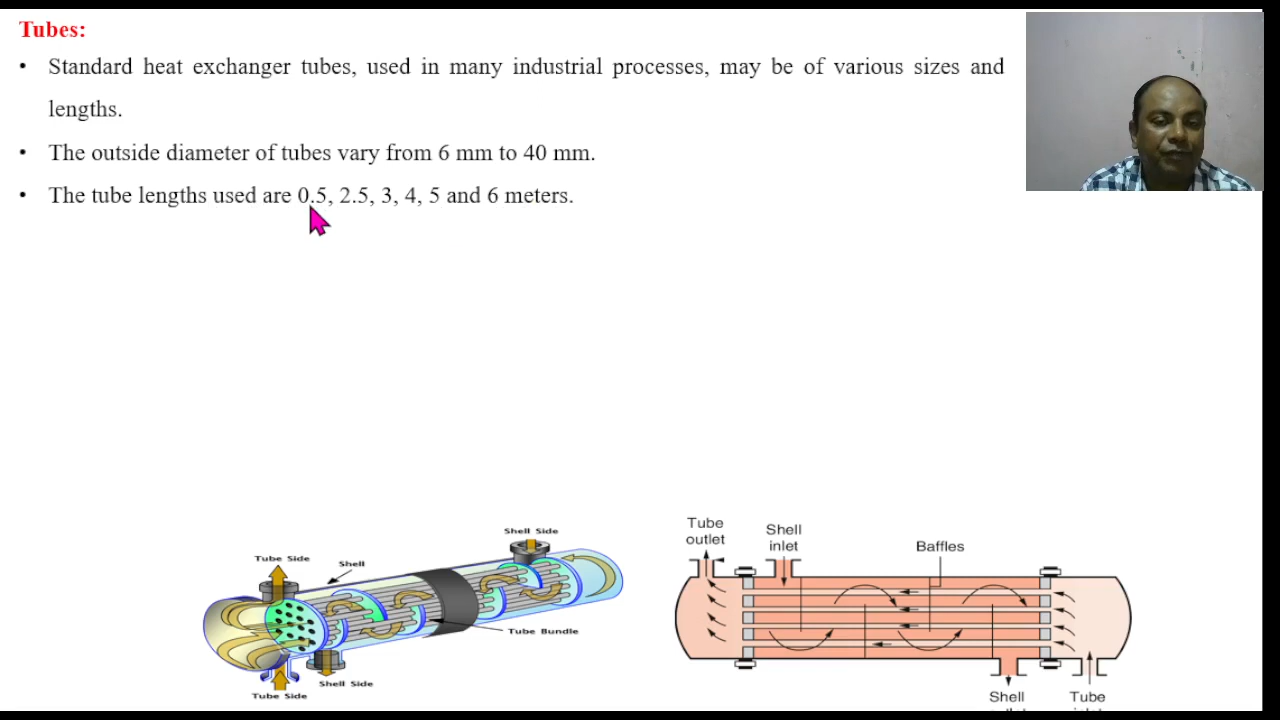 Tubes:
• Standard heat exchanger tubes, used in many industrial processes, may be of various sizes and
lengths.
• The outside diameter of tubes vary from 6 mm to 40 mm.
• The tube lengths used are 0.5, 2.5, 3, 4, 5 and 6 meters.
Shell Side
Tube Side
Shell
Tube Bundle
Shell Side
Tube Side
Tube
outlet
Shell
inlet
Baffles
Shell
Tube